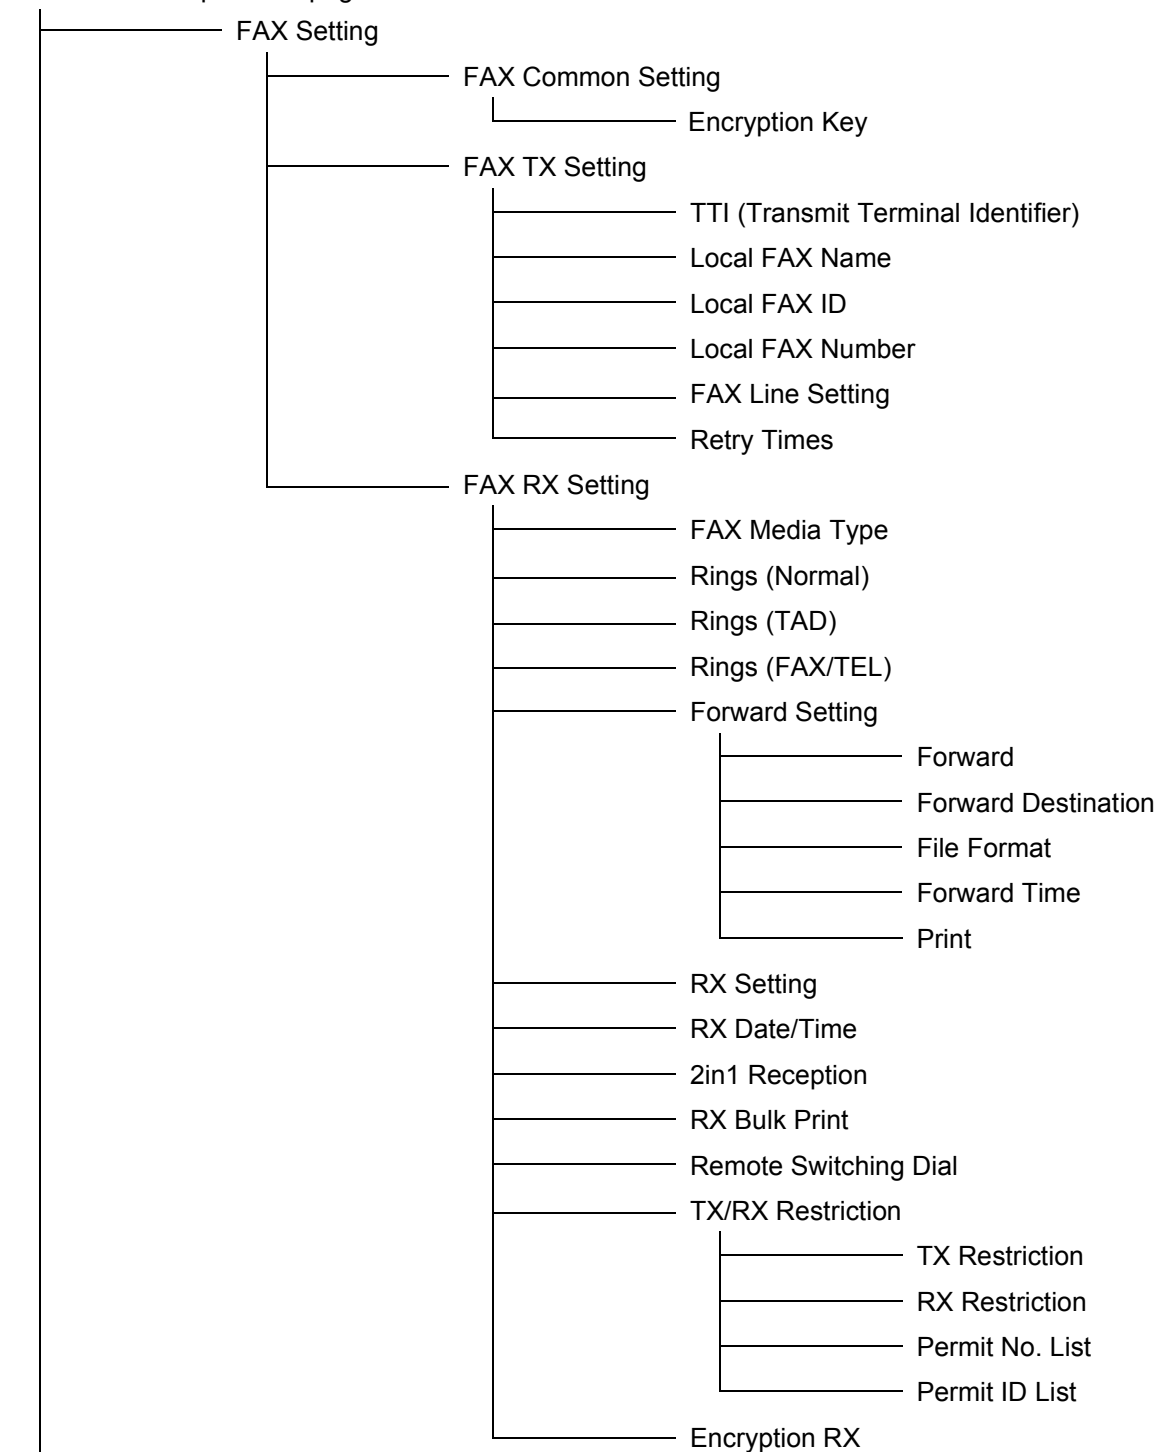 FAX Setting
FAX Common Setting
Encryption Key
FAX TX Setting
TTI (Transmit Terminal Identifier)
Local FAX Name
Local FAX ID
Local FAX Number
FAX Line Setting
Retry Times
FAX RX Setting
FAX Media Type
Rings (Normal)
Rings (TAD)
Rings (FAX/TEL)
Forward Setting
Forward
Forward Destination
File Format
Forward Time
Print
RX Setting
RX Date/Time
2in1 Reception
RX Bulk Print
Remote Switching Dial
TX/RX Restriction
TX Restriction
RX Restriction
Permit No. List
Permit ID List
Encryption RX